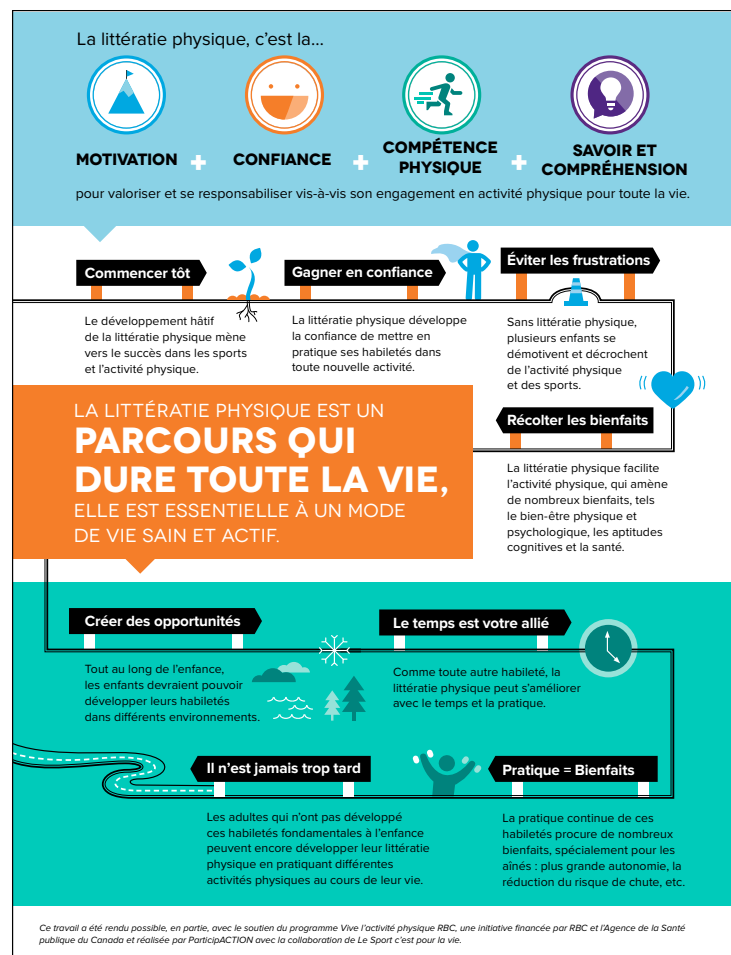 La littératie physique, c’est la...
MOTIVATION + CONFIANCE + COMPÉTENCE PHYSIQUE + SAVOIR ET COMPRÉHENSION
pour valoriser et se responsabiliser vis-à-vis son engagement en activité physique pour toute la vie.
Commencer tôt
Le développement hâtif
de la littératie physique mène
vers le succès dans les sports
et l’activité physique.
Gagner en confiance
La littératie physique développe
la confiance de mettre en
pratique ses habiletés dans
toute nouvelle activité.
Éviter les frustrations
Sans littératie physique,
plusieurs enfants se
démotivent et décrochent
de l’activité physique
et des sports.
Récolter les bienfaits
La littératie physique facilite
l’activité physique, qui amène
de nombreux bienfaits, tels
le bien-être physique et
psychologique, les aptitudes
cognitives et la santé.
LA LITTÉRATIE PHYSIQUE EST UN
PARCOURS QUI
DURE TOUTE LA VIE,
ELLE EST ESSENTIELLE À UN MODE
DE VIE SAIN ET ACTIF.
Créer des opportunités
Tout au long de l’enfance,
les enfants devraient pouvoir
développer leurs habiletés
dans différents environnements.
Le temps est votre allié
Comme toute autre habileté, la
littératie physique peut s’améliorer
avec le temps et la pratique.
Il n’est jamais trop tard
Les adultes qui n’ont pas développé
ces habiletés fondamentales à l’enfance
peuvent encore développer leur littératie
physique en pratiquant différentes
activités physiques au cours de leur vie.
Pratique = Bienfaits
La pratique continue de ces
habiletés procure de nombreux
bienfaits, spécialement pour les
aînés : plus grande autonomie, la
réduction du risque de chute, etc.
Ce travail a été rendu possible, en partie, avec le soutien du programme Vive l’activité physique RBC, une initiative financée par RBC et l’Agence de la Santé
publique du Canada et réalisée par ParticipACTION avec la collaboration de Le Sport c’est pour la vie.